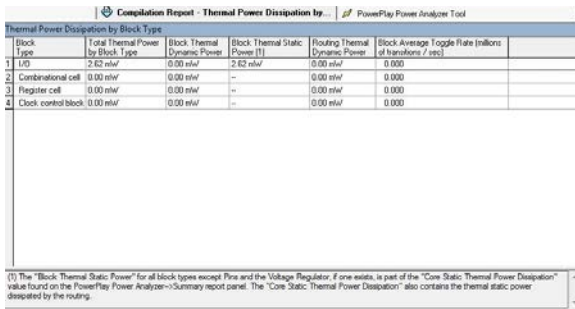 Compilation Report - Thermal Power Dissipation by...   PowerPlay Power Analyzer Tool
Thermal Power Dissipation by Block Type
Block Type   Total Thermal Power by Block Type   Block Thermal Dynamic Power   Block Thermal Static Power (1)   Routing Thermal Dynamic Power   Block Average Toggle Rate (millions of transitions / sec)
1   I/O   2.62 mW   0.00 mW   2.62 mW   0.00 mW   0.000
2   Combinational cell   0.00 mW   0.00 mW   --   0.00 mW   0.000
3   Register cell   0.00 mW   0.00 mW   --   0.00 mW   0.000
4   Clock control block   0.00 mW   0.00 mW   --   0.00 mW   0.000
(1) The "Block Thermal Static Power" for all block types except Pins and the Voltage Regulator, if one exists, is part of the "Core Static Thermal Power Dissipation"
value found on the PowerPlay Power Analyzer->Summary report panel. The "Core Static Thermal Power Dissipation" also contains the thermal static power
dissipated by the routing.